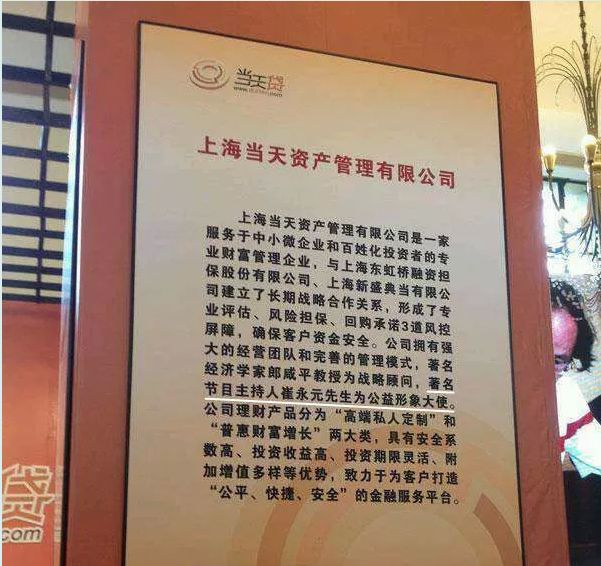 当天贷
上海当天资产管理有限公司
上海当天资产管理有限公司是一家
服务于中小微企业和百姓化投资者的专
业财富管理企业，与上海东虹桥融资担
保股份有限公司、上海新盛典当有限公
司建立了长期战略合作关系，形成了专
业评估、风险担保、回购承诺3道风控
屏障，确保客户资金安全。公司拥有强
大的经营团队和完善的管理模式，著名
经济学家郎咸平教授为战略顾问，著名
节目主持人崔永元先生为公益形象大使。
公司理财产品分为“高端私人定制”和
“普惠财富增长”两大类，具有安全系
数高、投资收益高、投资期限灵活、附
加增值多样等优势，致力于为客户打造
“公平、快捷、安全”的金融服务平台。
贷
.com